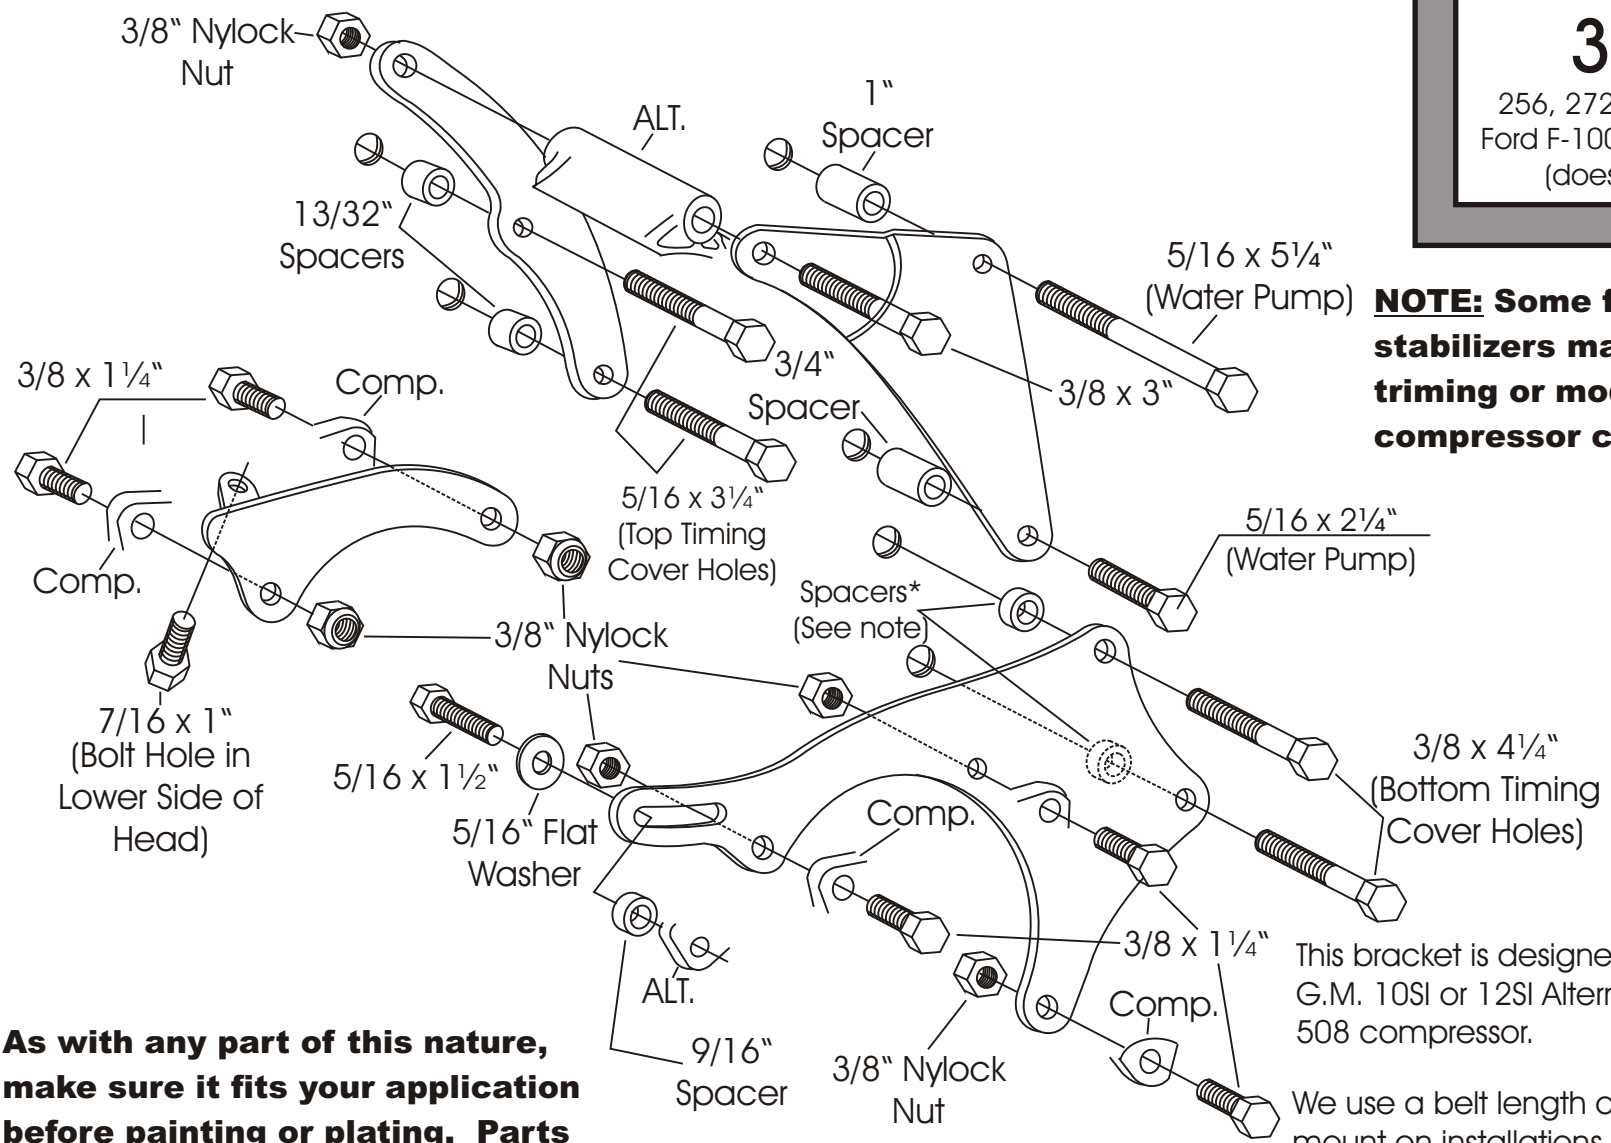 3/8“ Nylock
Nut
ALT.
1“
Spacer
13/32“
Spacers
5/16 x 5¼“
(Water Pump)
3
256, 272
Ford F-100
(does
NOTE: Some f
stabilizers ma
triming or mo
compressor c
3/8 x 1¼“
Comp.
3/4“
Spacer
3/8 x 3“
5/16 x 3¼“
(Top Timing
Cover Holes)
5/16 x 2¼“
(Water Pump)
Comp.
Spacers*
(See note)
3/8“ Nylock
Nuts
7/16 x 1“
(Bolt Hole in
Lower Side of
Head)
5/16 x 1½“
5/16“ Flat
Washer
Comp.
3/8 x 4¼“
(Bottom Timing
Cover Holes)
3/8 x 1¼“
ALT.
9/16“
Spacer
3/8“ Nylock
Nut
Comp.
This bracket is designe
G.M. 10SI or 12SI Altern
508 compressor.
We use a belt length o
mount on installations
As with any part of this nature,
make sure it fits your application
before painting or plating. Parts